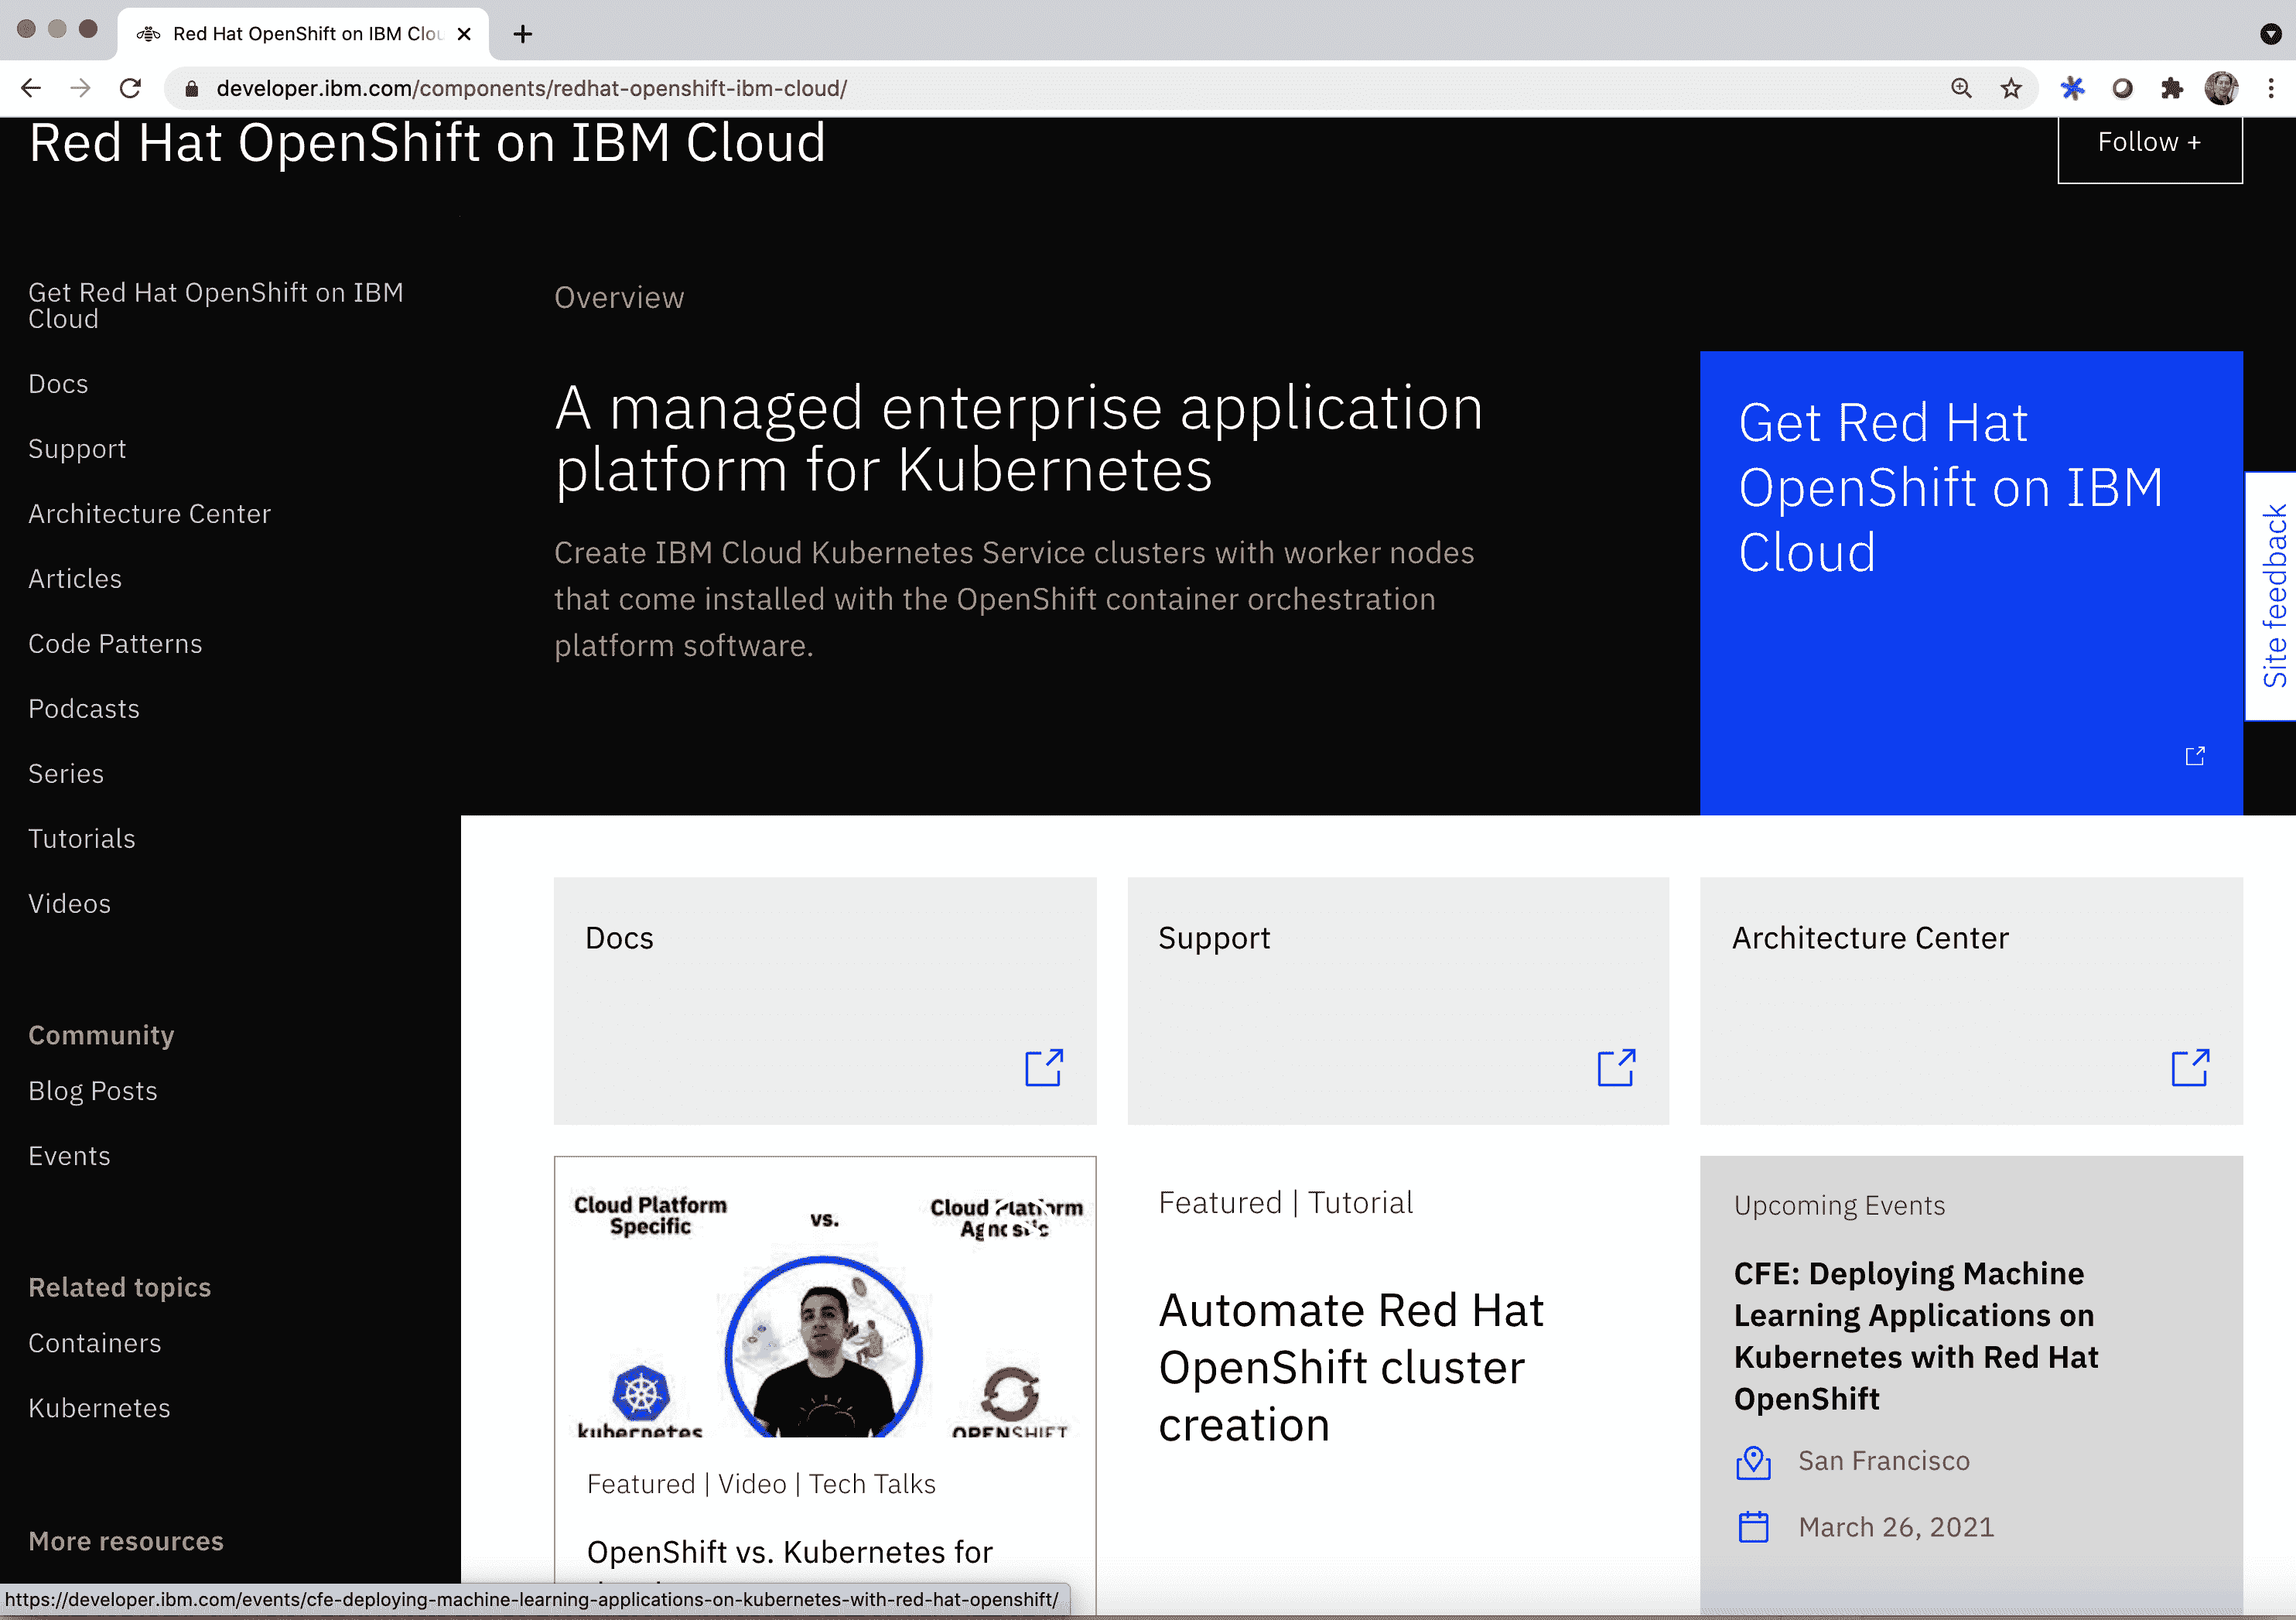 Red Hat OpenShift on IBM Clou
developer.ibm.com/components/redhat-openshift-ibm-cloud/
Red Hat OpenShift on IBM Cloud
Follow +
Get Red Hat OpenShift on IBM
Cloud
Docs
Support
Architecture Center
Articles
Code Patterns
Podcasts
Series
Tutorials
Videos
Community
Blog Posts
Events
Related topics
Containers
Kubernetes
More resources
Overview
A managed enterprise application
platform for Kubernetes
Create IBM Cloud Kubernetes Service clusters with worker nodes
that come installed with the OpenShift container orchestration
platform software.
Get Red Hat
OpenShift on IBM
Cloud
Site feedback
Docs
Support
Architecture Center
Cloud Platform
Specific
vs.
Cloud Platform
Agnostic
kubernetes
OPENSHIFT
Featured | Video | Tech Talks
OpenShift vs. Kubernetes for
Featured | Tutorial
Automate Red Hat
OpenShift cluster
creation
Upcoming Events
CFE: Deploying Machine
Learning Applications on
Kubernetes with Red Hat
OpenShift
San Francisco
March 26, 2021
https://developer.ibm.com/events/cfe-deploying-machine-learning-applications-on-kubernetes-with-red-hat-openshift/